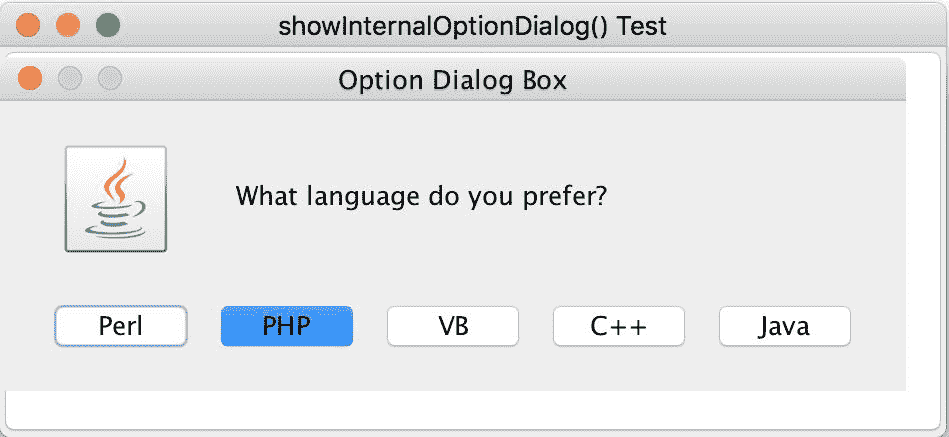 showInternalOptionDialog() Test
Option Dialog Box
What language do you prefer?
Perl PHP VB C++ Java